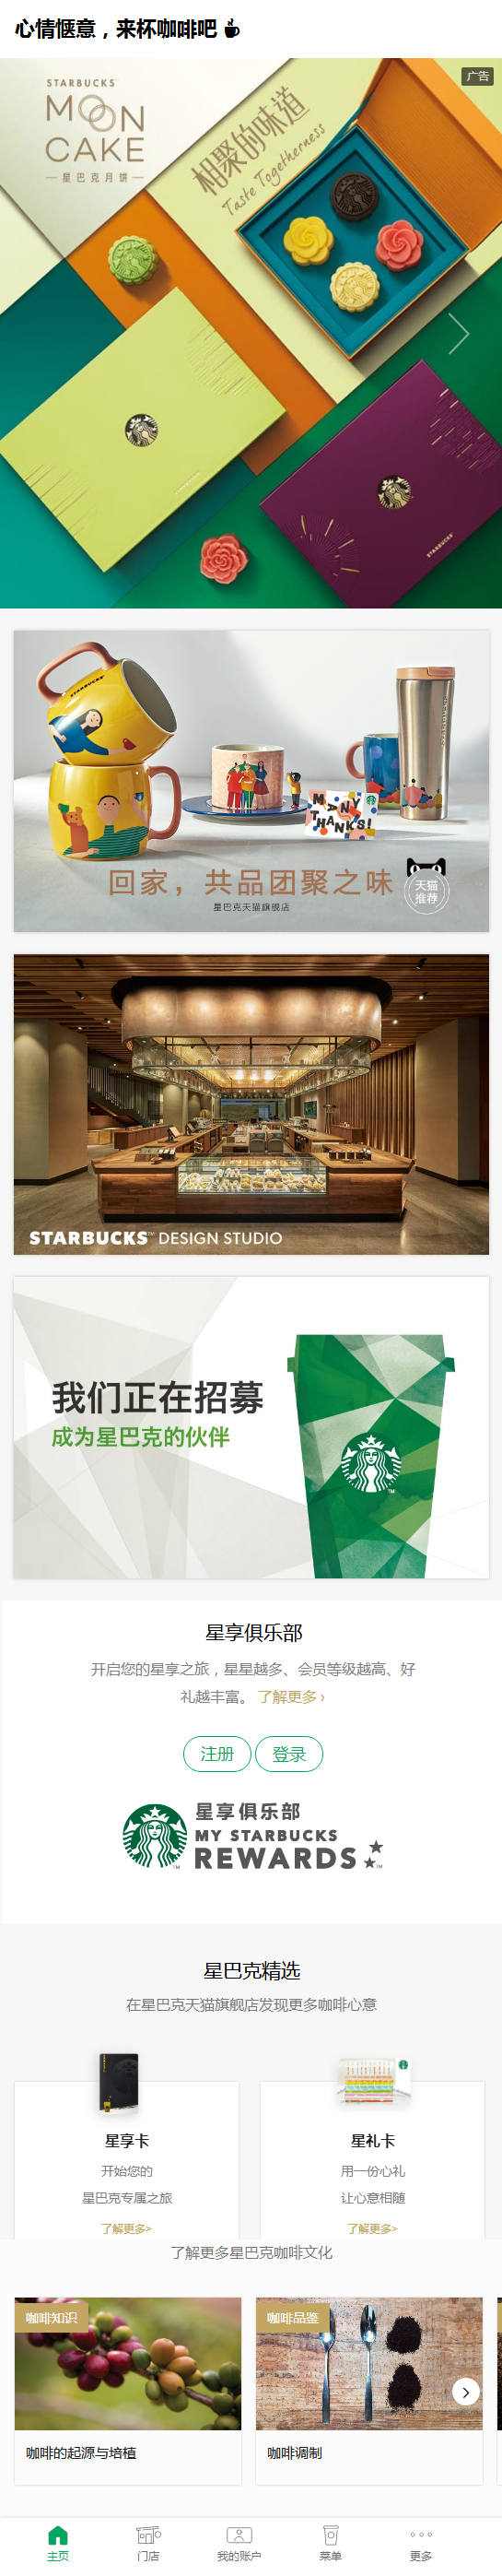 心情惬意，来杯咖啡吧
广告
STARBUCKS
MOON
CAKE
星巴克月饼
相聚的味道
Taste Togetherness
STARBUCKS
STARBUCKS
MANY
THANKS!
回家，共品团聚之味
星巴克天猫旗舰店
天猫
推荐
STARBUCKS™ DESIGN STUDIO
我们正在招募
成为星巴克的伙伴
星享俱乐部
开启您的星享之旅，星星越多、会员等级越高、好
礼越丰富。 了解更多 ›
注册 登录
星享俱乐部
MY STARBUCKS
REWARDS
星巴克精选
在星巴克天猫旗舰店发现更多咖啡心意
星享卡 星礼卡
开始您的 用一份心礼
星巴克专属之旅 让心意相随
了解更多> 了解更多>
了解更多星巴克咖啡文化
咖啡知识 咖啡品鉴
咖啡的起源与培植 咖啡调制
主页 门店 我的账户 菜单 更多